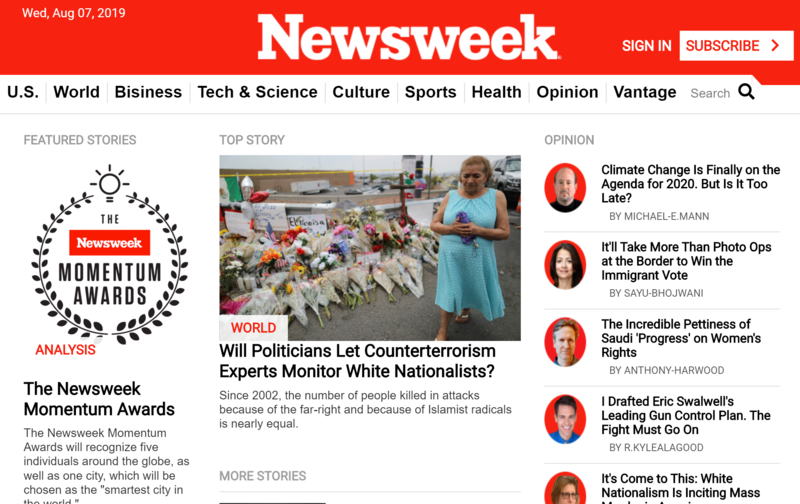 Wed, Aug 07, 2019
Newsweek
SIGN IN
SUBSCRIBE
U.S.
World
Business
Tech & Science
Culture
Sports
Health
Opinion
Vantage
Search
FEATURED STORIES
THE
Newsweek
MOMENTUM
AWARDS
ANALYSIS
The Newsweek
Momentum Awards
The Newsweek Momentum
Awards will recognize five
individuals around the globe, as
well as one city, which will be
chosen as the "smartest city in
the world."
TOP STORY
WORLD
Will Politicians Let Counterterrorism
Experts Monitor White Nationalists?
Since 2002, the number of people killed in attacks
because of the far-right and because of Islamist radicals
is nearly equal.
MORE STORIES
OPINION
Climate Change Is Finally on the
Agenda for 2020. But Is It Too
Late?
BY MICHAEL-E.MANN
It'll Take More Than Photo Ops
at the Border to Win the
Immigrant Vote
BY SAYU-BHOJWANI
The Incredible Pettiness of
Saudi 'Progress' on Women's
Rights
BY ANTHONY-HARWOOD
I Drafted Eric Swalwell's
Leading Gun Control Plan. The
Fight Must Go On
BY R.KYLEALAGOOD
It's Come to This: White
Nationalism Is Inciting Mass